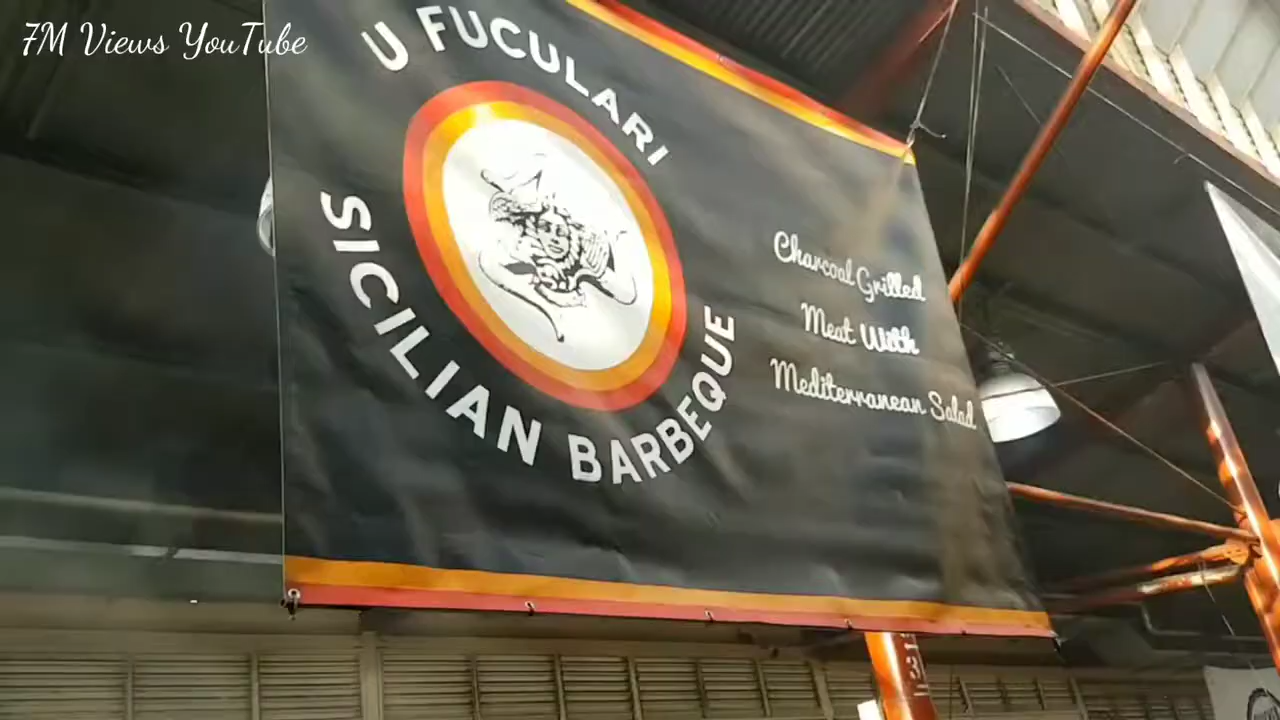 7M Views YouTube
U FUCULARI
SICILIAN BARBEQUE
Charcoal Grilled
Meat With
Mediterranean Salad